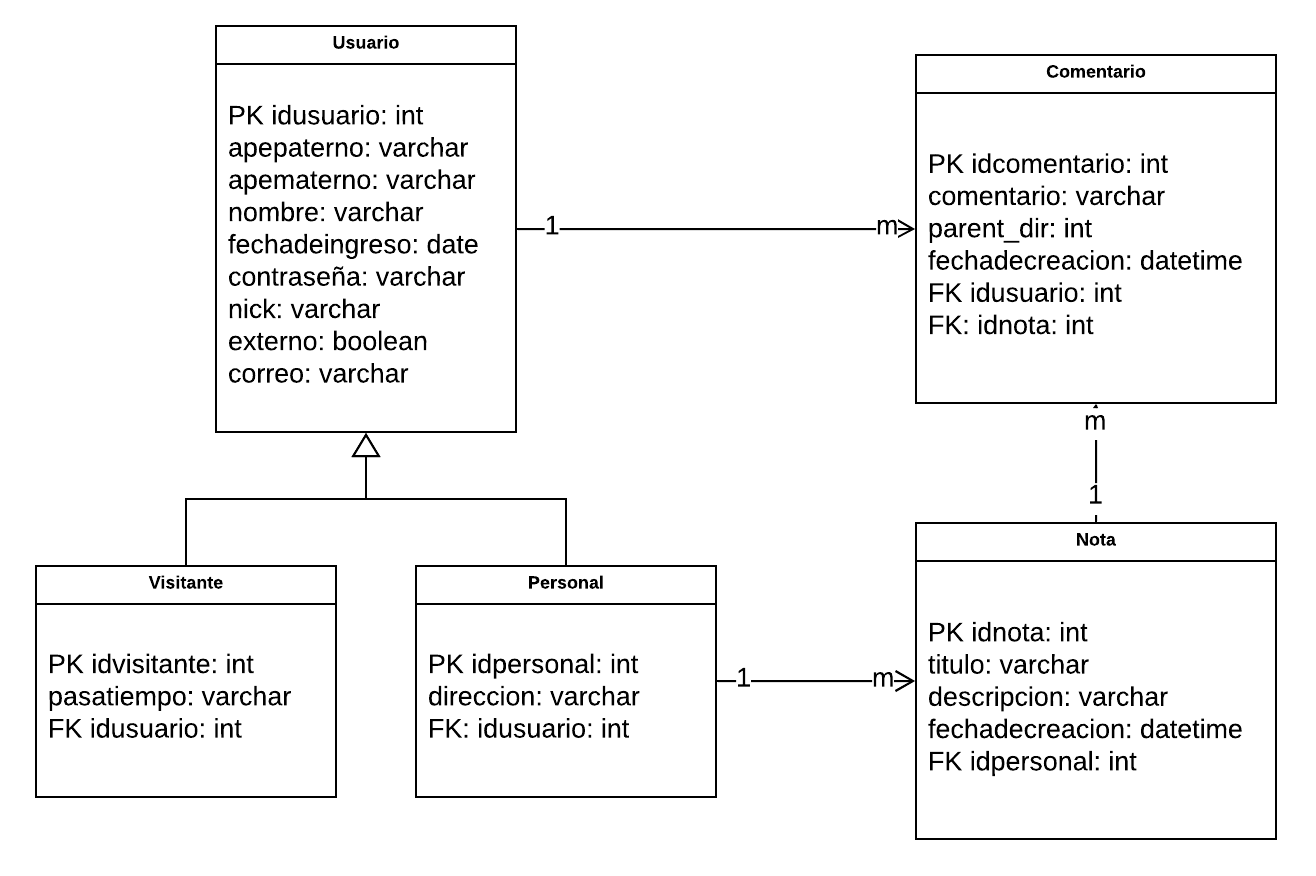 Usuario
PK idusuario: int
apepaterno: varchar
apematerno: varchar
nombre: varchar
fechadeingreso: date
contraseña: varchar
nick: varchar
externo: boolean
correo: varchar
1
m
Comentario
PK idcomentario: int
comentario: varchar
parent_dir: int
fechadecreacion: datetime
FK idusuario: int
FK: idnota: int
m
1
Visitante
PK idvisitante: int
pasatiempo: varchar
FK idusuario: int
Personal
PK idpersonal: int
direccion: varchar
FK: idusuario: int
1
m
Nota
PK idnota: int
titulo: varchar
descripcion: varchar
fechadecreacion: datetime
FK idpersonal: int